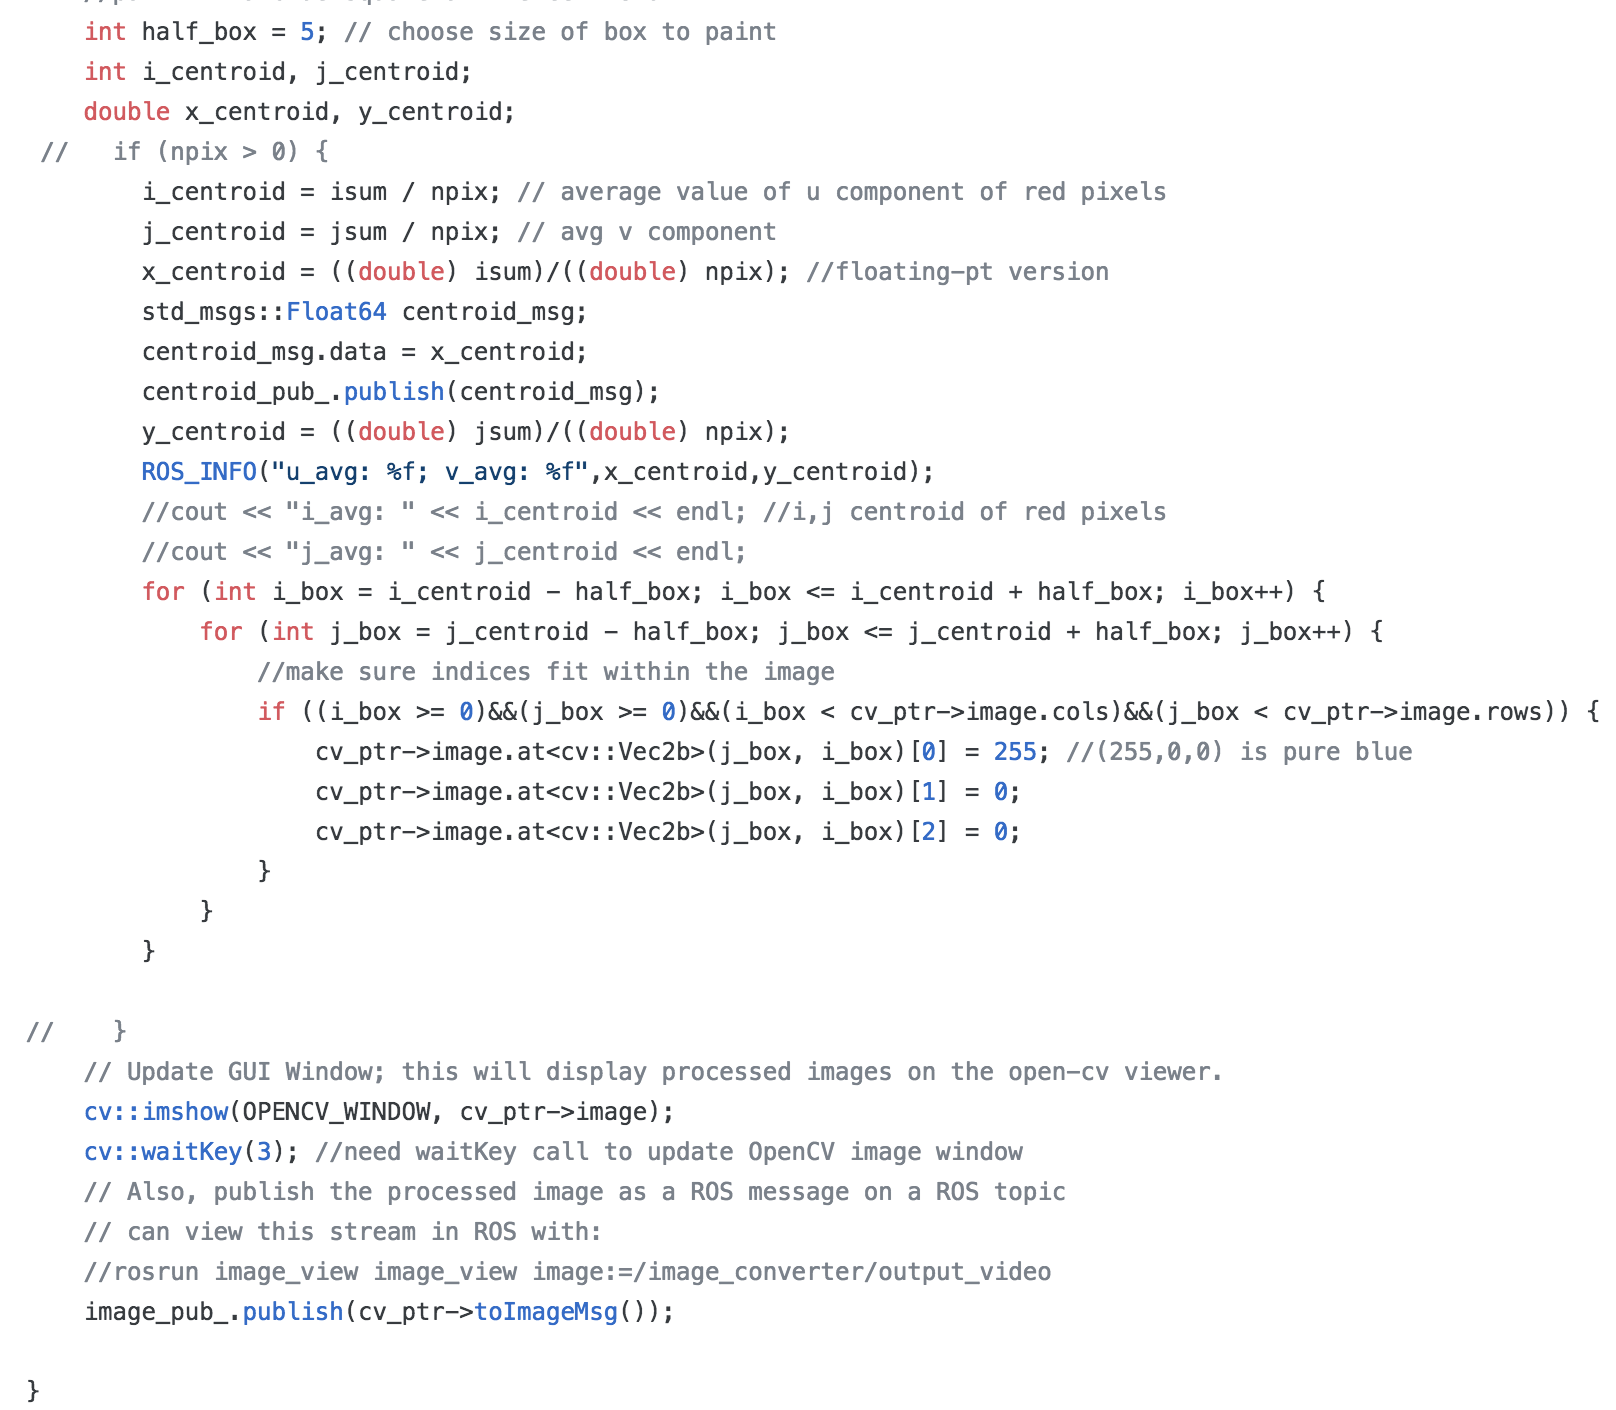 int half_box = 5; // choose size of box to paint
int i_centroid, j_centroid;
double x_centroid, y_centroid;
//   if (npix > 0) {
i_centroid = isum / npix; // average value of u component of red pixels
j_centroid = jsum / npix; // avg v component
x_centroid = ((double) isum)/((double) npix); //floating-pt version
std_msgs::Float64 centroid_msg;
centroid_msg.data = x_centroid;
centroid_pub_.publish(centroid_msg);
y_centroid = ((double) jsum)/((double) npix);
ROS_INFO("u_avg: %f; v_avg: %f",x_centroid,y_centroid);
//cout << "i_avg: " << i_centroid << endl; //i,j centroid of red pixels
//cout << "j_avg: " << j_centroid << endl;
for (int i_box = i_centroid - half_box; i_box <= i_centroid + half_box; i_box++) {
for (int j_box = j_centroid - half_box; j_box <= j_centroid + half_box; j_box++) {
//make sure indices fit within the image
if ((i_box >= 0)&&(j_box >= 0)&&(i_box < cv_ptr->image.cols)&&(j_box < cv_ptr->image.rows)) {
cv_ptr->image.at<cv::Vec2b>(j_box, i_box)[0] = 255; //(255,0,0) is pure blue
cv_ptr->image.at<cv::Vec2b>(j_box, i_box)[1] = 0;
cv_ptr->image.at<cv::Vec2b>(j_box, i_box)[2] = 0;
}
}
}
//    }
// Update GUI Window; this will display processed images on the open-cv viewer.
cv::imshow(OPENCV_WINDOW, cv_ptr->image);
cv::waitKey(3); //need waitKey call to update OpenCV image window
// Also, publish the processed image as a ROS message on a ROS topic
// can view this stream in ROS with:
//rosrun image_view image_view image:=/image_converter/output_video
image_pub_.publish(cv_ptr->toImageMsg());
}